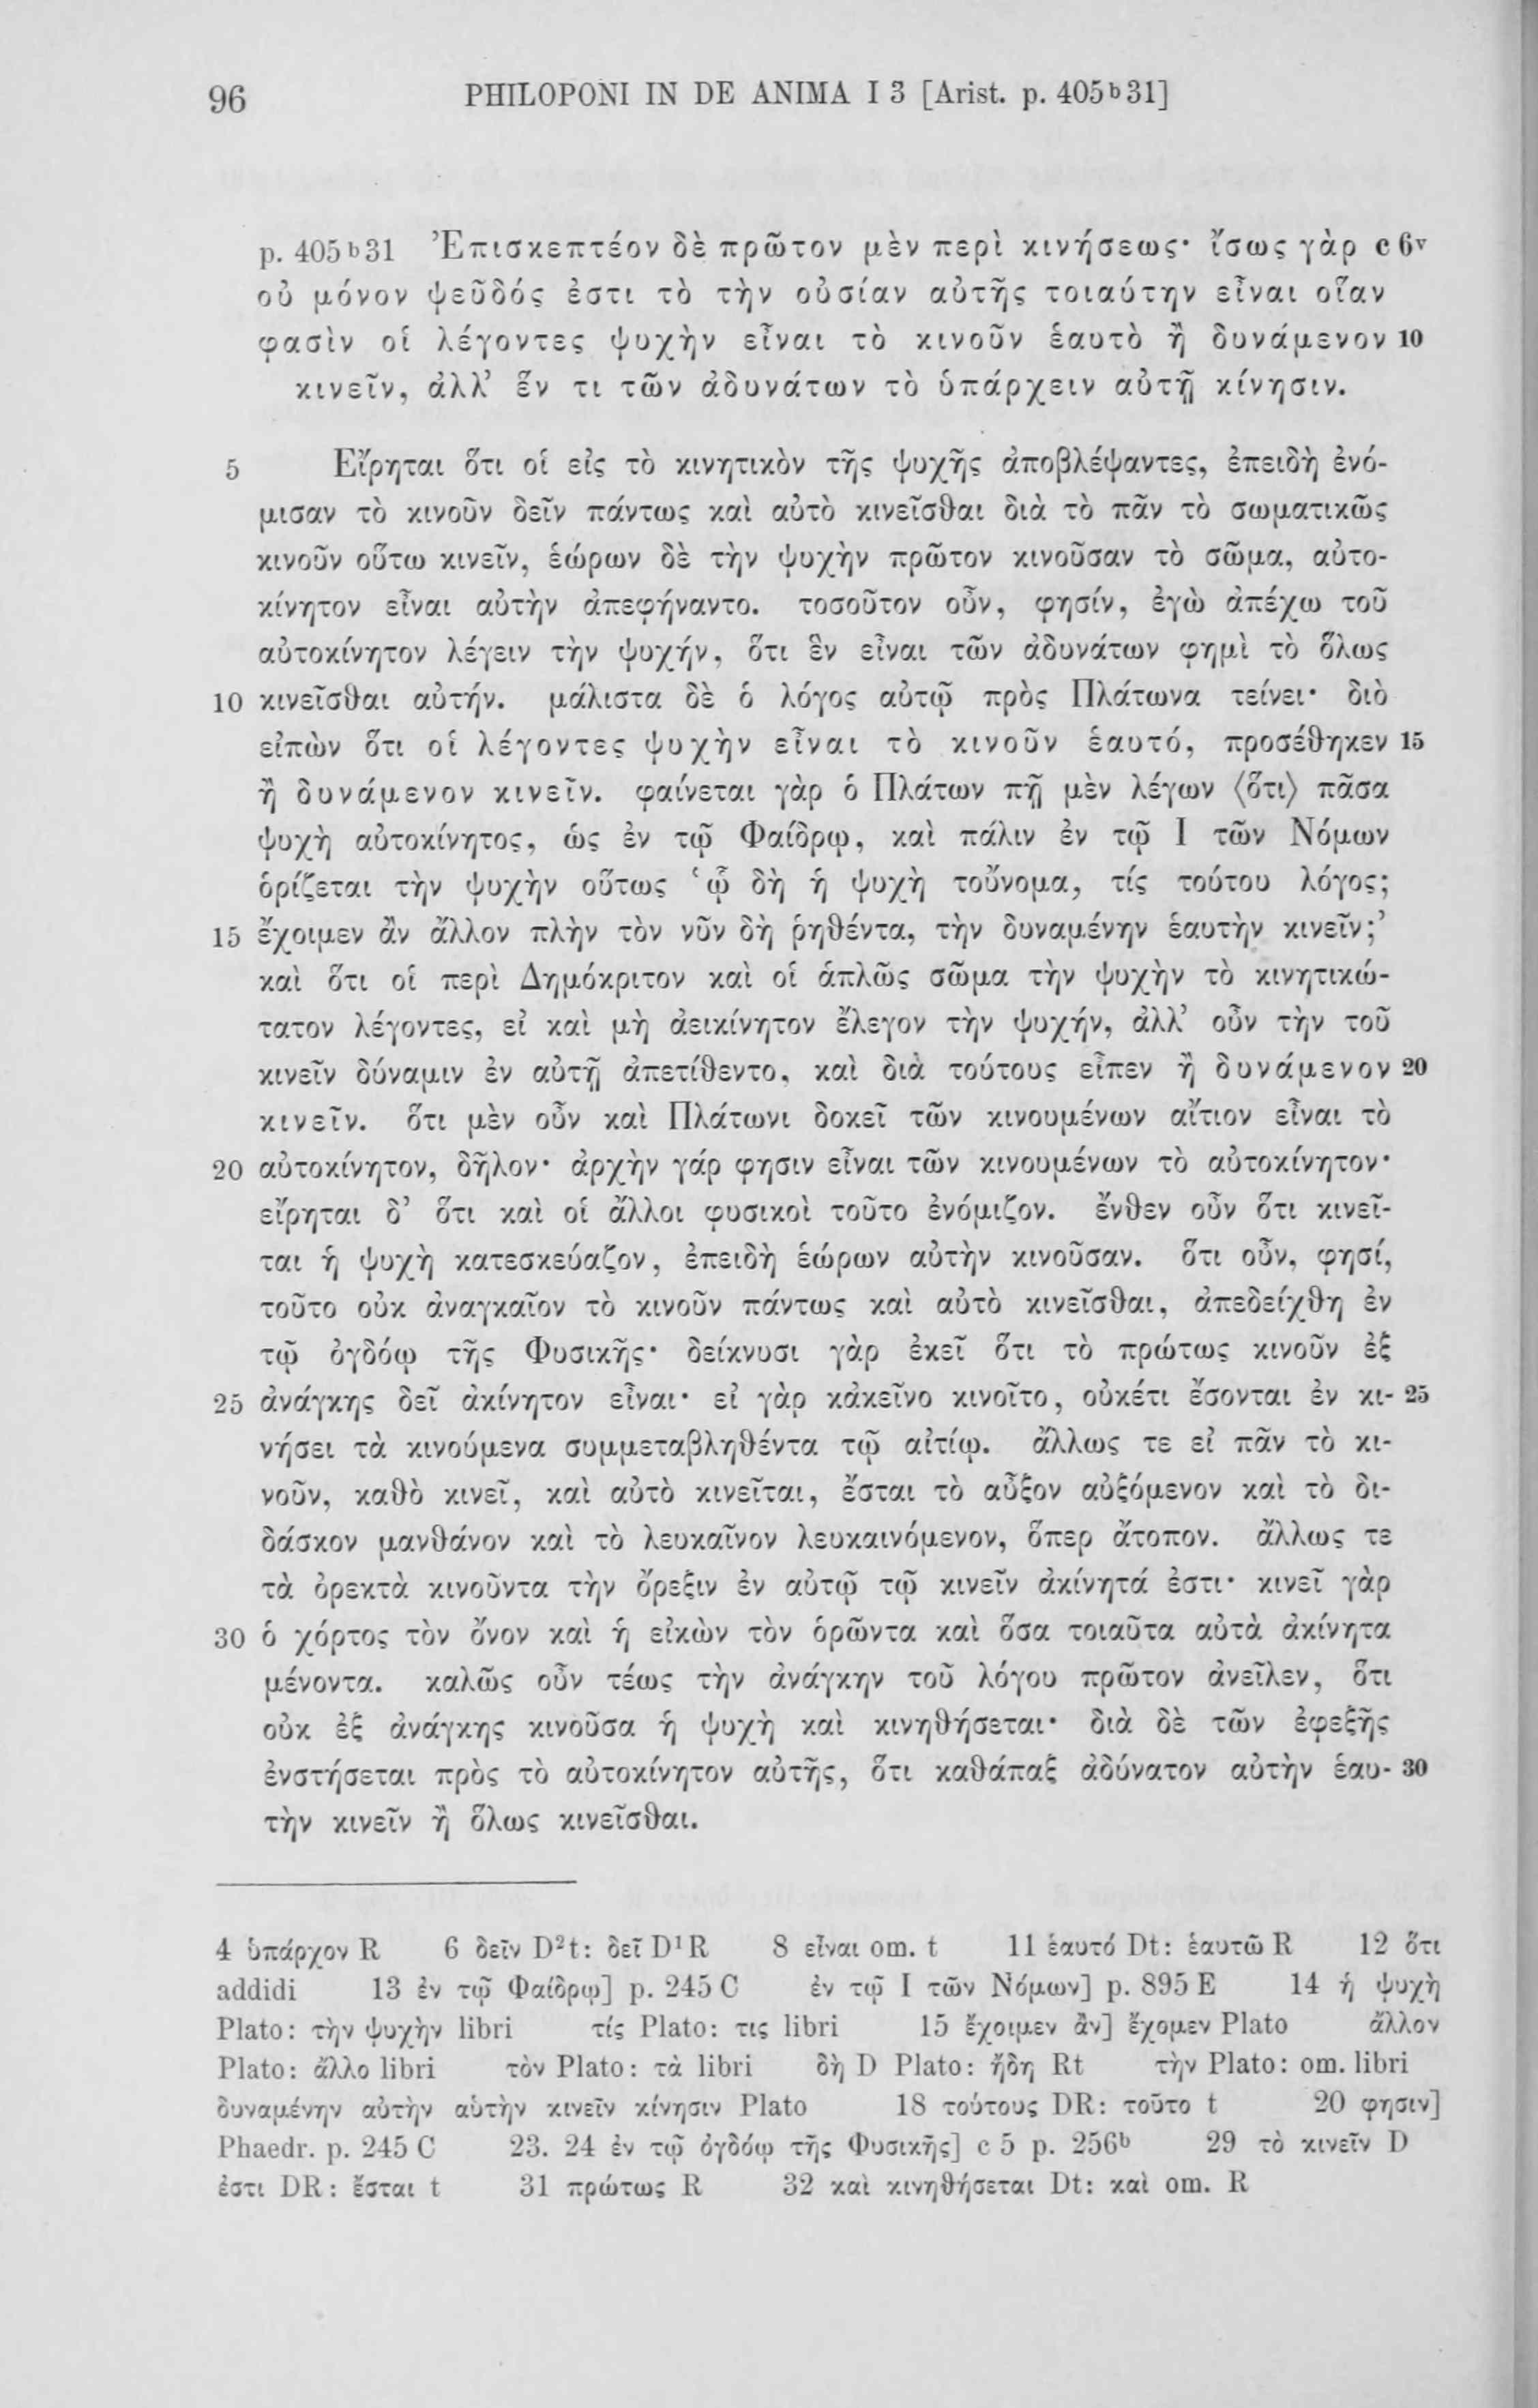 96 PHILOPONI IN DE ANIMA I 3 [Arist. p. 405ᵇ31]
p. 405ᵇ31 Ἐπισκεπτέον δὲ πρῶτον μὲν περὶ κινήσεως· ἴσως γὰρ c 6ᵛ
οὐ μόνον ψεῦδός ἐστι τὸ τὴν οὐσίαν αὐτῆς τοιαύτην εἶναι οἵαν
φασὶν οἱ λέγοντες ψυχὴν εἶναι τὸ κινοῦν ἑαυτὸ ἢ δυνάμενον 10
κινεῖν, ἀλλ’ ἕν τι τῶν ἀδυνάτων τὸ ὑπάρχειν αὐτῇ κίνησιν.
5 Εἴρηται ὅτι οἱ εἰς τὸ κινητικὸν τῆς ψυχῆς ἀποβλέψαντες, ἐπειδὴ ἐνό-
μισαν τὸ κινοῦν δεῖν πάντως καὶ αὐτὸ κινεῖσθαι διὰ τὸ πᾶν τὸ σωματικῶς
κινοῦν οὕτω κινεῖν, ἑώρων δὲ τὴν ψυχὴν πρῶτον κινοῦσαν τὸ σῶμα, αὐτο-
κίνητον εἶναι αὐτὴν ἀπεφήναντο. τοσοῦτον οὖν, φησίν, ἐγὼ ἀπέχω τοῦ
αὐτοκίνητον λέγειν τὴν ψυχήν, ὅτι ἓν εἶναι τῶν ἀδυνάτων φημὶ τὸ ὅλως
10 κινεῖσθαι αὐτήν. μάλιστα δὲ ὁ λόγος αὐτῷ πρὸς Πλάτωνα τείνει· διὸ
εἰπὼν ὅτι οἱ λέγοντες ψυχὴν εἶναι τὸ κινοῦν ἑαυτό, προσέθηκεν 15
ἢ δυνάμενον κινεῖν. φαίνεται γὰρ ὁ Πλάτων πῇ μὲν λέγων ⟨ὅτι⟩ πᾶσα
ψυχὴ αὐτοκίνητος, ὡς ἐν τῷ Φαίδρῳ, καὶ πάλιν ἐν τῷ Ι τῶν Νόμων
ὁρίζεται τὴν ψυχὴν οὕτως ‘ᾧ δὴ ἡ ψυχὴ τοὔνομα, τίς τούτου λόγος;
15 ἔχοιμεν ἂν ἄλλον πλὴν τὸν νῦν δὴ ῥηθέντα, τὴν δυναμένην ἑαυτὴν κινεῖν;’
καὶ ὅτι οἱ περὶ Δημόκριτον καὶ οἱ ἁπλῶς σῶμα τὴν ψυχὴν τὸ κινητικώ-
τατον λέγοντες, εἰ καὶ μὴ ἀεικίνητον ἔλεγον τὴν ψυχήν, ἀλλ’ οὖν τὴν τοῦ
κινεῖν δύναμιν ἐν αὐτῇ ἀπετίθεντο, καὶ διὰ τούτους εἶπεν ἢ δυνάμενον 20
κινεῖν. ὅτι μὲν οὖν καὶ Πλάτωνι δοκεῖ τῶν κινουμένων αἴτιον εἶναι τὸ
20 αὐτοκίνητον, δῆλον· ἀρχὴν γάρ φησιν εἶναι τῶν κινουμένων τὸ αὐτοκίνητον·
εἴρηται δ’ ὅτι καὶ οἱ ἄλλοι φυσικοὶ τοῦτο ἐνόμιζον. ἔνθεν οὖν ὅτι κινεῖ-
ται ἡ ψυχὴ κατεσκεύαζον, ἐπειδὴ ἑώρων αὐτὴν κινοῦσαν. ὅτι οὖν, φησί,
τοῦτο οὐκ ἀναγκαῖον τὸ κινοῦν πάντως καὶ αὐτὸ κινεῖσθαι, ἀπεδείχθη ἐν
τῷ ὀγδόῳ τῆς Φυσικῆς· δείκνυσι γὰρ ἐκεῖ ὅτι τὸ πρώτως κινοῦν ἐξ
25 ἀνάγκης δεῖ ἀκίνητον εἶναι· εἰ γὰρ κἀκεῖνο κινοῖτο, οὐκέτι ἔσονται ἐν κι- 25
νήσει τὰ κινούμενα συμμεταβληθέντα τῷ αἰτίῳ. ἄλλως τε εἰ πᾶν τὸ κι-
νοῦν, καθὸ κινεῖ, καὶ αὐτὸ κινεῖται, ἔσται τὸ αὖξον αὐξόμενον καὶ τὸ δι-
δάσκον μανθάνον καὶ τὸ λευκαῖνον λευκαινόμενον, ὅπερ ἄτοπον. ἄλλως τε
τὰ ὀρεκτὰ κινοῦντα τὴν ὄρεξιν ἐν αὐτῷ τῷ κινεῖν ἀκίνητά ἐστι· κινεῖ γὰρ
30 ὁ χόρτος τὸν ὄνον καὶ ἡ εἰκὼν τὸν ὁρῶντα καὶ ὅσα τοιαῦτα αὐτὰ ἀκίνητα
μένοντα. καλῶς οὖν τέως τὴν ἀνάγκην τοῦ λόγου πρῶτον ἀνεῖλεν, ὅτι
οὐκ ἐξ ἀνάγκης κινοῦσα ἡ ψυχὴ καὶ κινηθήσεται· διὰ δὲ τῶν ἐφεξῆς
ἐνστήσεται πρὸς τὸ αὐτοκίνητον αὐτῆς, ὅτι καθάπαξ ἀδύνατον αὐτὴν ἑαυ- 30
τὴν κινεῖν ἢ ὅλως κινεῖσθαι.
4 ὑπάρχον R 6 δεῖν D²t: δεῖ D¹R 8 εἶναι om. t 11 ἑαυτό Dt: ἑαυτῶ R 12 ὅτι
addidi 13 ἐν τῷ Φαίδρῳ] p. 245 C ἐν τῷ Ι τῶν Νόμων] p. 895 E 14 ἡ ψυχὴ
Plato: τὴν ψυχὴν libri τίς Plato: τις libri 15 ἔχοιμεν ἂν] ἔχομεν Plato ἄλλον
Plato: ἄλλο libri τὸν Plato: τὰ libri δὴ D Plato: ἤδη Rt τὴν Plato: om. libri
δυναμένην αὐτὴν αὑτὴν κινεῖν κίνησιν Plato 18 τούτους DR: τοῦτο t 20 φησιν]
Phaedr. p. 245 C 23. 24 ἐν τῷ ὀγδόῳ τῆς Φυσικῆς] c 5 p. 256ᵇ 29 τὸ κινεῖν D
ἐστι DR: ἔσται t 31 πρώτως R 32 καὶ κινηθήσεται Dt: καὶ om. R